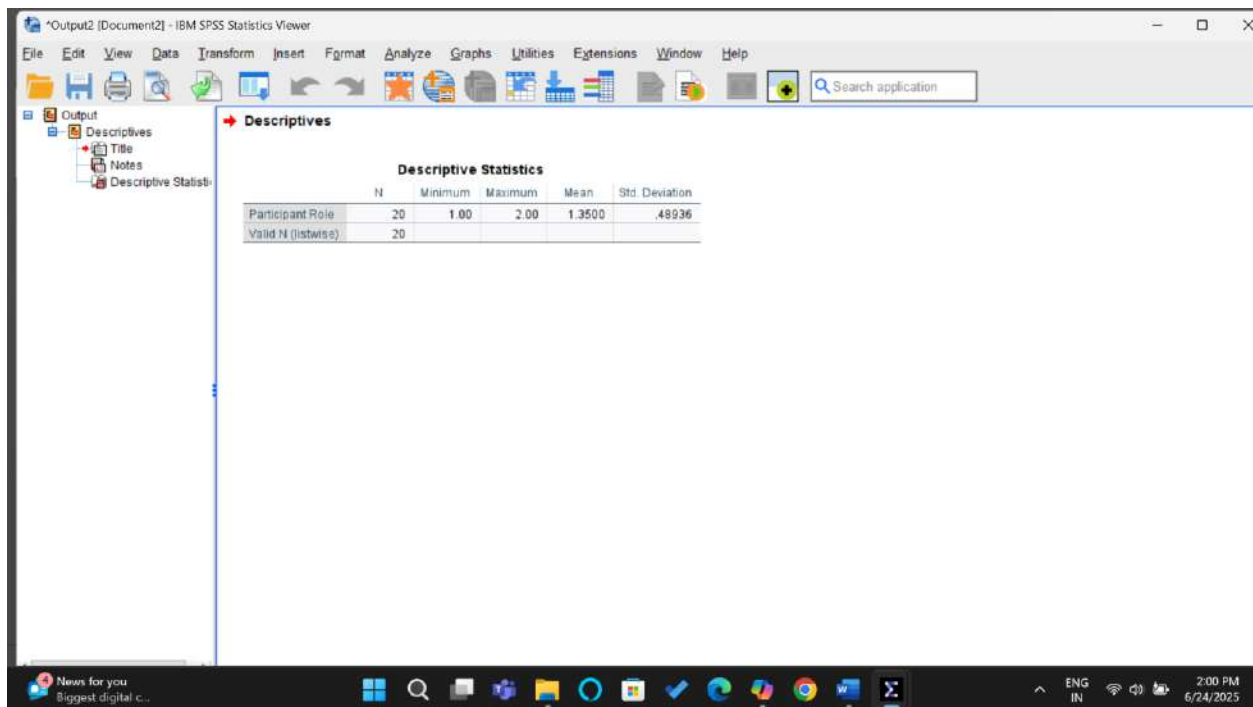 *Output2 [Document2] - IBM SPSS Statistics Viewer
File Edit View Data Transform Insert Format Analyze Graphs Utilities Extensions Window Help
Search application
Output
Descriptives
Title
Notes
Descriptive Statisti
Descriptives
Descriptive Statistics
N Minimum Maximum Mean Std. Deviation
Participant Role 20 1.00 2.00 1.3500 .48936
Valid N (listwise) 20
4
News for you
Biggest digital c...
ENG
IN
2:00 PM
6/24/2025